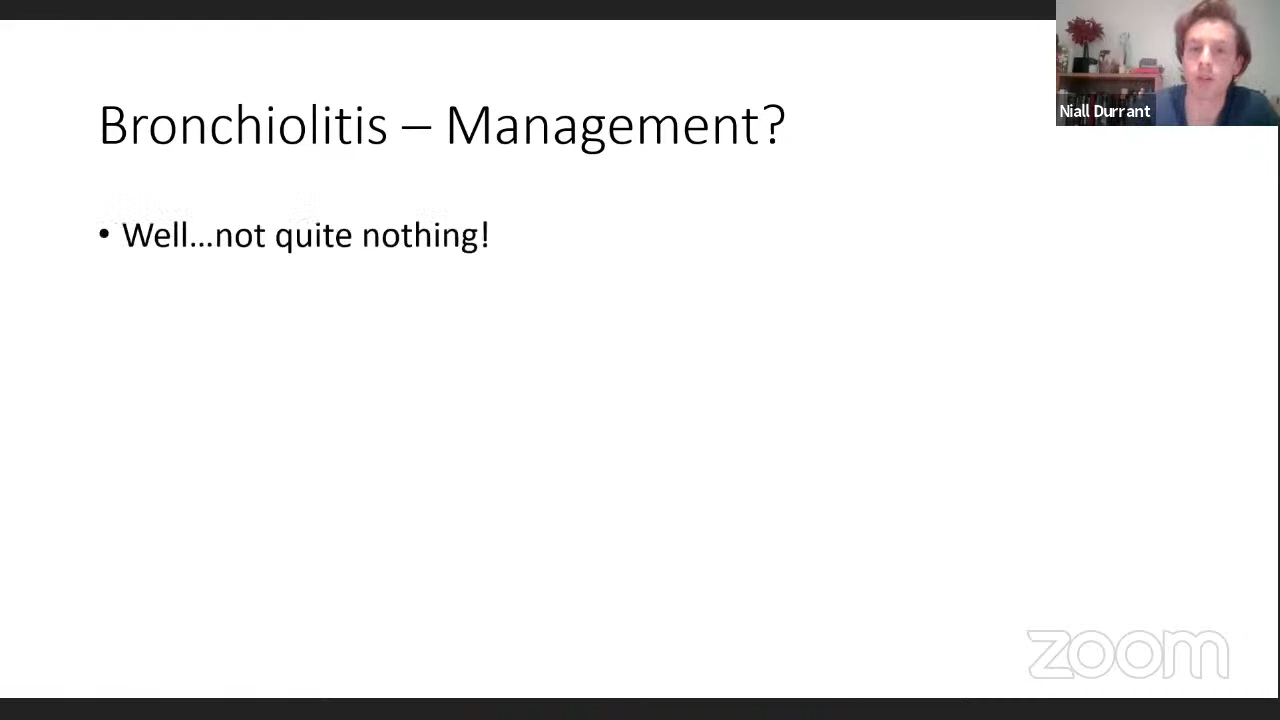 Niall Durrant
Bronchiolitis – Management?
• Well...not quite nothing!
zoom